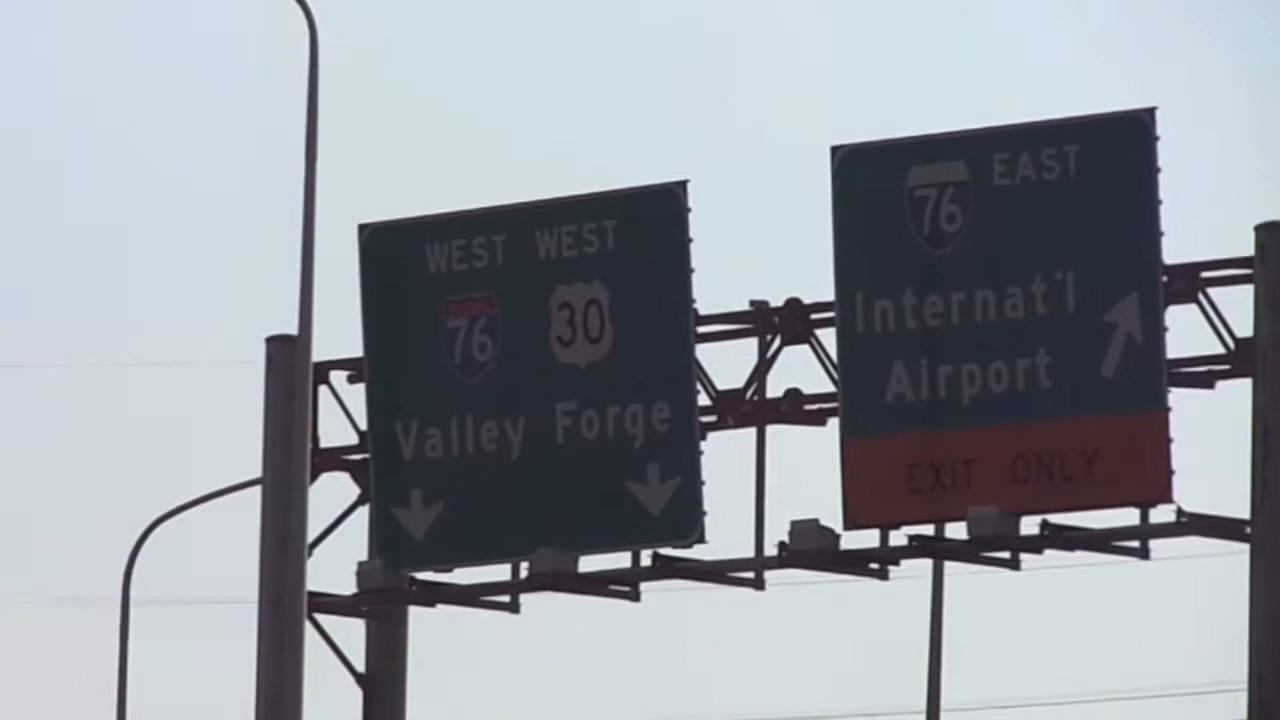 WEST WEST
76 30
Valley Forge
76 EAST
Internat'l
Airport
EXIT ONLY